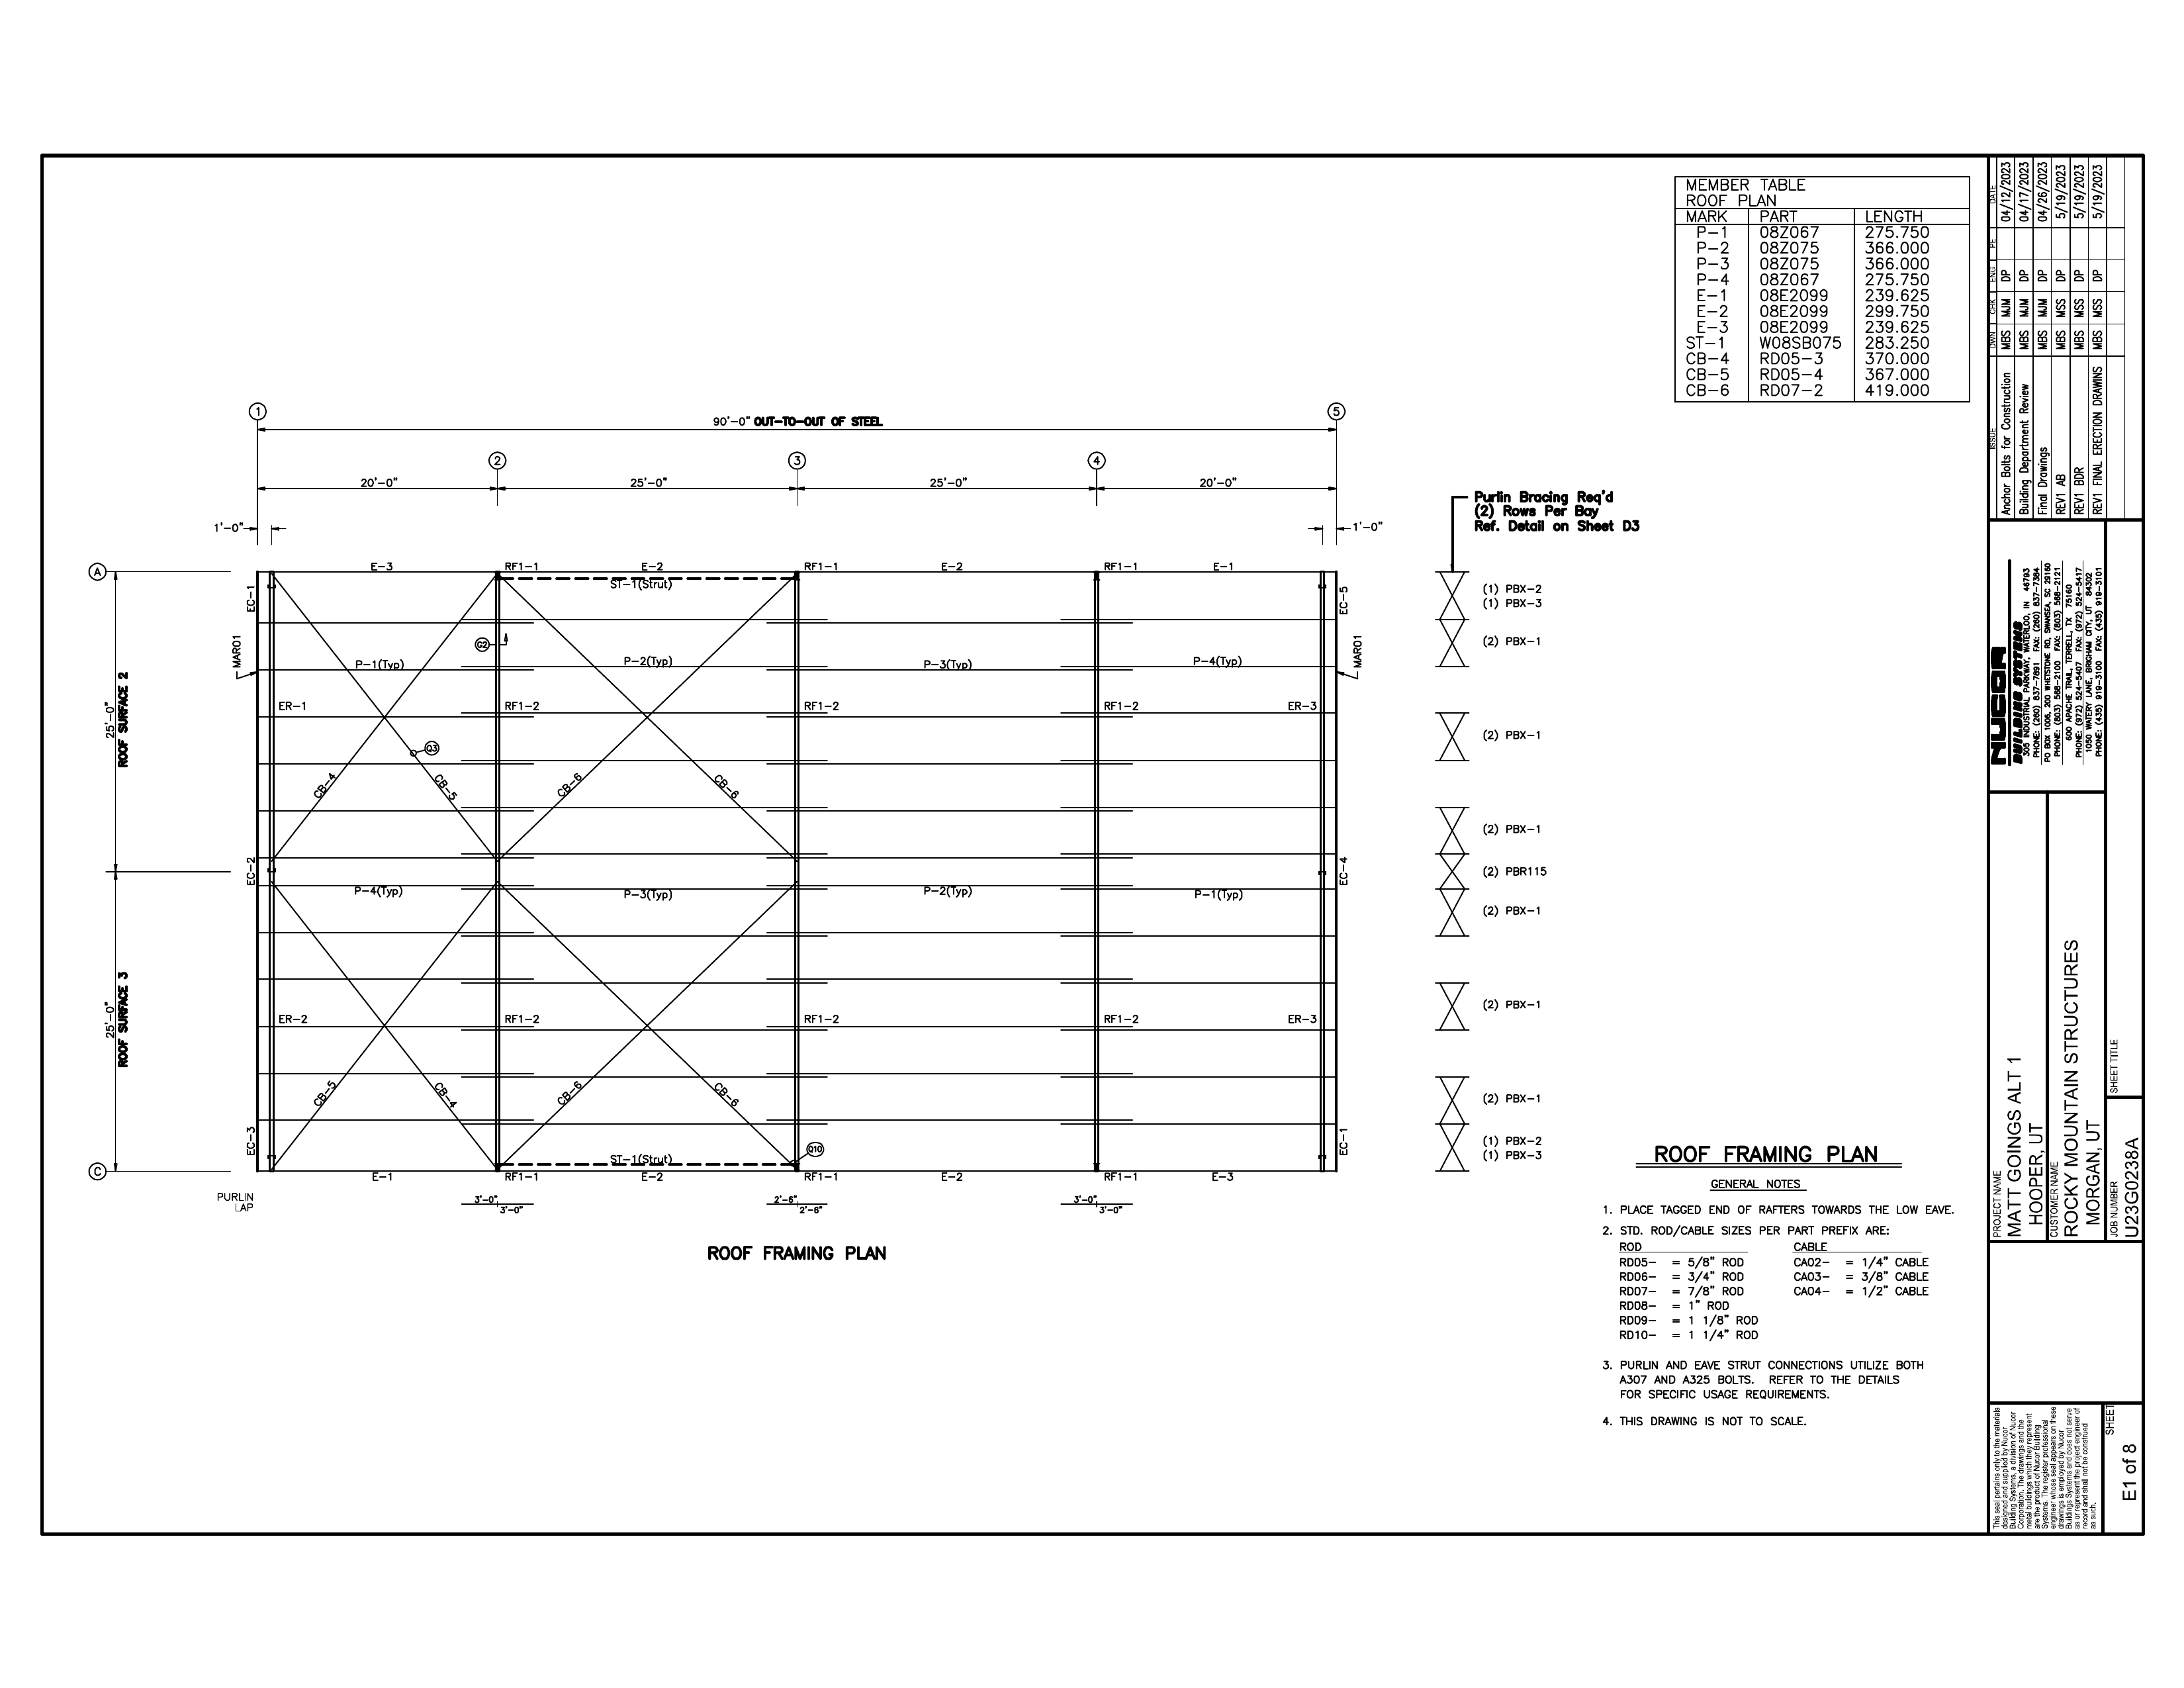 MEMBER TABLE
ROOF PLAN
MARK PART LENGTH
P-1 08Z067 275.750
P-2 08Z075 366.000
P-3 08Z075 366.000
P-4 08Z067 275.750
E-1 08E2099 239.625
E-2 08E2099 299.750
E-3 08E2099 239.625
ST-1 W08SB075 283.250
CB-4 RD05-3 370.000
CB-5 RD05-4 367.000
CB-6 RD07-2 419.000
1 5
90'-0" OUT-TO-OUT OF STEEL
2 3 4
20'-0" 25'-0" 25'-0" 20'-0"
1'-0" 1'-0"
Purlin Bracing Req'd
(2) Rows Per Bay
Ref. Detail on Sheet D3
A
E-3 RF1-1 E-2 RF1-1 E-2 RF1-1 E-1
ST-1(Strut)
EC-1 EC-5
(1) PBX-2
(1) PBX-3
G2
MAR01 MAR01
(2) PBX-1
P-1(Typ) P-2(Typ) P-3(Typ) P-4(Typ)
25'-0"
ROOF SURFACE 2
ER-1 RF1-2 RF1-2 RF1-2 ER-3
(2) PBX-1
CB-4 CB-5 CB-6 CB-6
(2) PBX-1
EC-2 EC-4
(2) PBR115
P-4(Typ) P-3(Typ) P-2(Typ) P-1(Typ)
(2) PBX-1
25'-0"
ROOF SURFACE 3
(2) PBX-1
ER-2 RF1-2 RF1-2 RF1-2 ER-3
CB-5 CB-4 CB-6 CB-6
(2) PBX-1
EC-3 EC-1
(1) PBX-2
(1) PBX-3
ST-1(Strut) Q10
C
E-1 RF1-1 E-2 RF1-1 E-2 RF1-1 E-3
PURLIN
LAP
3'-0" 2'-6" 3'-0"
3'-0" 2'-6" 3'-0"
ROOF FRAMING PLAN
ROOF FRAMING PLAN
GENERAL NOTES
1. PLACE TAGGED END OF RAFTERS TOWARDS THE LOW EAVE.
2. STD. ROD/CABLE SIZES PER PART PREFIX ARE:
ROD CABLE
RD05- = 5/8" ROD CA02- = 1/4" CABLE
RD06- = 3/4" ROD CA03- = 3/8" CABLE
RD07- = 7/8" ROD CA04- = 1/2" CABLE
RD08- = 1" ROD
RD09- = 1 1/8" ROD
RD10- = 1 1/4" ROD
3. PURLIN AND EAVE STRUT CONNECTIONS UTILIZE BOTH
A307 AND A325 BOLTS. REFER TO THE DETAILS
FOR SPECIFIC USAGE REQUIREMENTS.
4. THIS DRAWING IS NOT TO SCALE.
ISSUE DWN CHK ENG PE DATE
Anchor Bolts for Construction MBS MJM DP 04/12/2023
Building Department Review MBS MJM DP 04/17/2023
Final Drawings MBS MJM DP 04/26/2023
REV1 AB MBS MSS DP 5/19/2023
REV1 BDR MBS MSS DP 5/19/2023
REV1 FINAL ERECTION DRAWINS MBS MSS DP 5/19/2023
NUCOR
BUILDING SYSTEMS
305 INDUSTRIAL PARKWAY, WATERLOO, IN 46793
PHONE: (260) 837-7891 FAX: (260) 837-7384
PO BOX 1006, 200 WHETSTONE RD, SWANSEA, SC 29160
PHONE: (803) 568-2100 FAX: (803) 568-2121
600 APACHE TRAIL, TERRELL, TX 75160
PHONE: (972) 524-5407 FAX: (972) 524-5417
1050 WATERY LANE, BRIGHAM CITY, UT 84302
PHONE: (435) 919-3100 FAX: (435) 919-3101
PROJECT NAME
MATT GOINGS ALT 1
HOOPER, UT
CUSTOMER NAME
ROCKY MOUNTAIN STRUCTURES
MORGAN, UT
SHEET TITLE
JOB NUMBER
U23G0238A
This seal pertains only to the materials
designed and supplied by Nucor
Building Systems, a division of Nucor
Corporation. The drawings and the
metal buildings which they represent
are the product of Nucor Building
Systems. The register professional
engineer whose seal appears on these
drawings is employed by Nucor
Buildings Systems and does not serve
as or represent the project engineer of
record and shall not be construed
as such.
SHEET
E1 of 8